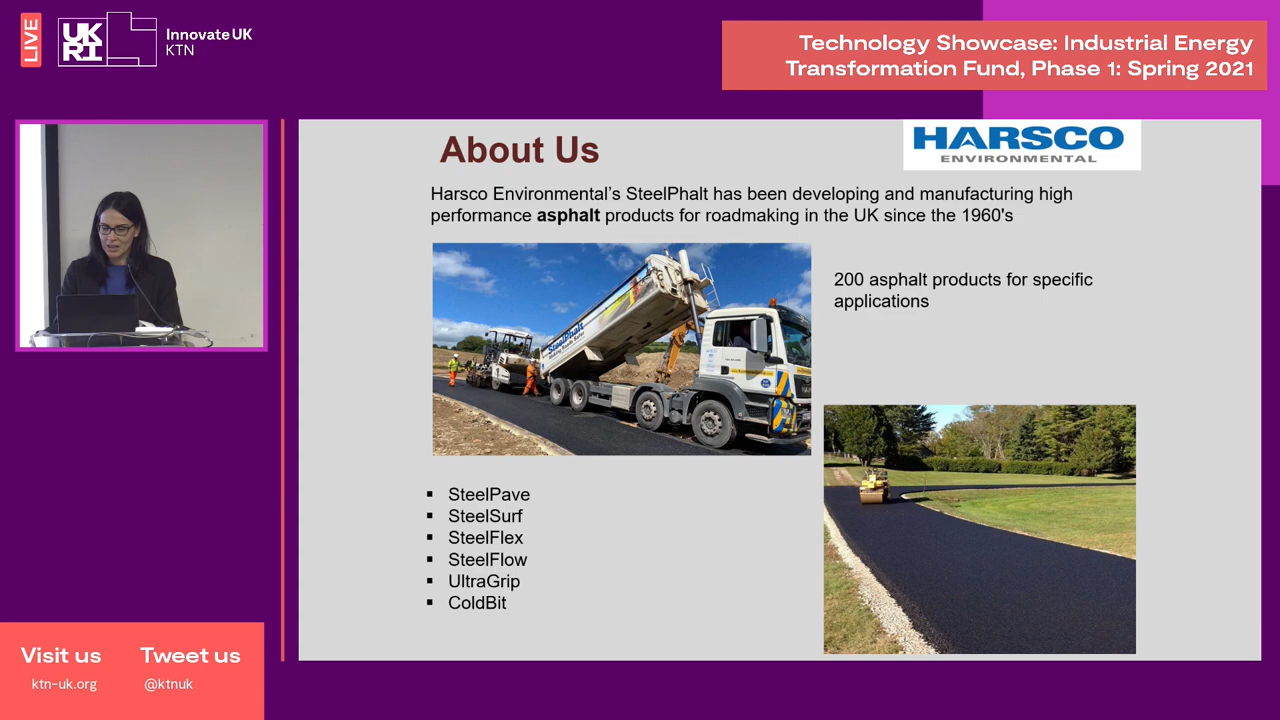 LIVE
UKRI
Innovate UK
KTN
Technology Showcase: Industrial Energy
Transformation Fund, Phase 1: Spring 2021
About Us
HARSCO
ENVIRONMENTAL
Harsco Environmental’s SteelPhalt has been developing and manufacturing high
performance asphalt products for roadmaking in the UK since the 1960's
SteelPhalt
200 asphalt products for specific
applications
▪ SteelPave
▪ SteelSurf
▪ SteelFlex
▪ SteelFlow
▪ UltraGrip
▪ ColdBit
Visit us
ktn-uk.org
Tweet us
@ktnuk